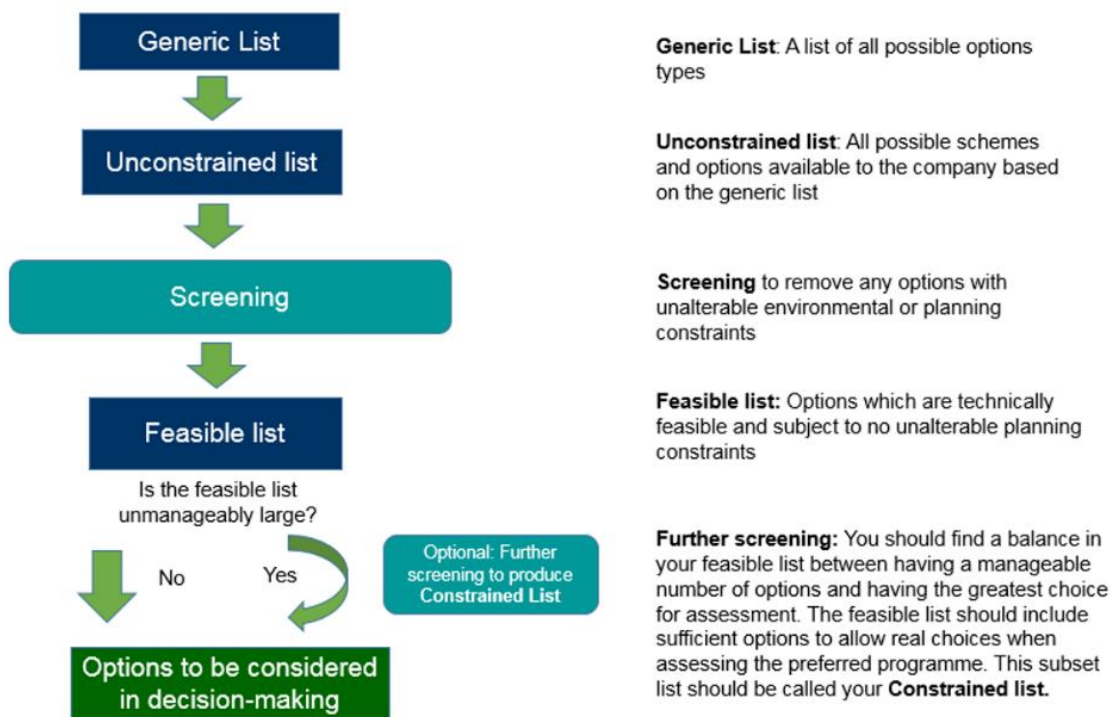 Generic List
Generic List: A list of all possible options
types
Unconstrained list
Unconstrained list: All possible schemes
and options available to the company based
on the generic list
Screening
Screening to remove any options with
unalterable environmental or planning
constraints
Feasible list
Feasible list: Options which are technically
feasible and subject to no unalterable planning
constraints
Is the feasible list
unmanageably large?
No
Yes
Optional: Further
screening to produce
Constrained List
Further screening: You should find a balance in
your feasible list between having a manageable
number of options and having the greatest choice
for assessment. The feasible list should include
sufficient options to allow real choices when
assessing the preferred programme. This subset
list should be called your Constrained list.
Options to be considered
in decision-making